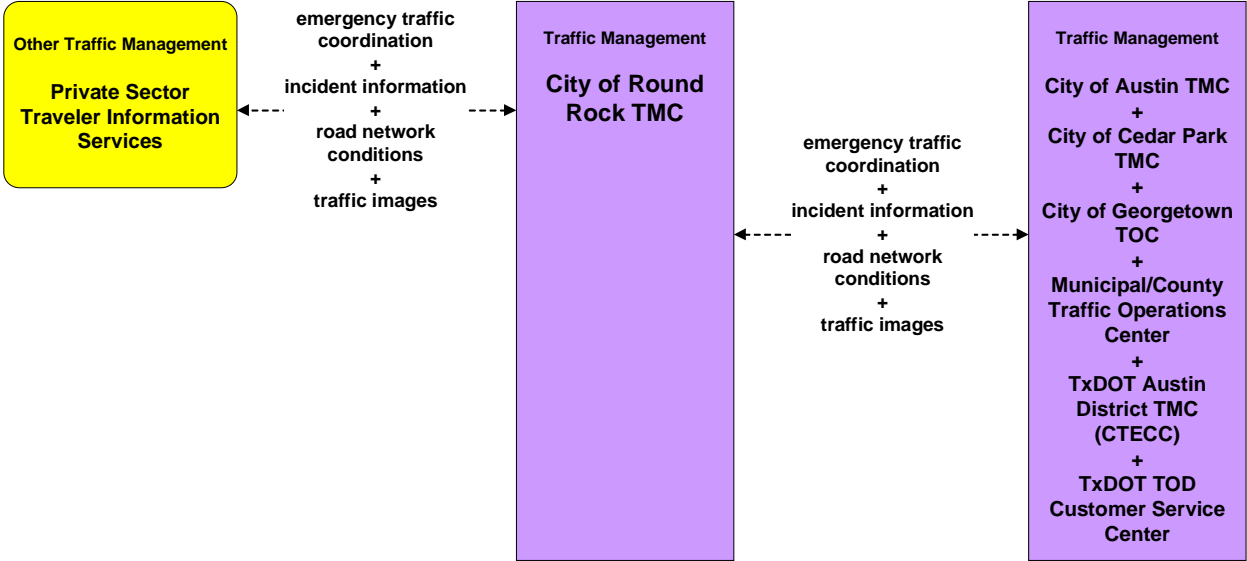 Other Traffic Management
Private Sector
Traveler Information
Services
emergency traffic
coordination
+
incident information
+
road network
conditions
+
traffic images
Traffic Management
City of Round
Rock TMC
emergency traffic
coordination
+
incident information
+
road network
conditions
+
traffic images
Traffic Management
City of Austin TMC
+
City of Cedar Park
TMC
+
City of Georgetown
TOC
+
Municipal/County
Traffic Operations
Center
+
TxDOT Austin
District TMC
(CTECC)
+
TxDOT TOD
Customer Service
Center